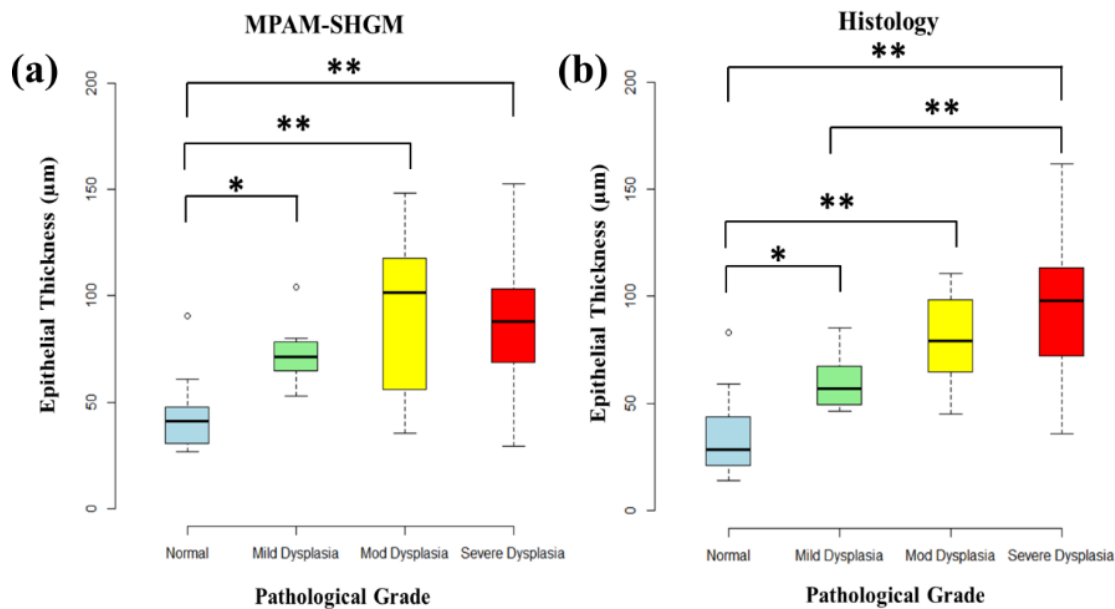 MPAM-SHGM
(a)
**
**
*
Epithelial Thickness (μm)
200
150
100
50
0
Normal Mild Dysplasia Mod Dysplasia Severe Dysplasia
Pathological Grade
Histology
(b)
**
**
**
*
Epithelial Thickness (μm)
200
150
100
50
0
Normal Mild Dysplasia Mod Dysplasia Severe Dysplasia
Pathological Grade